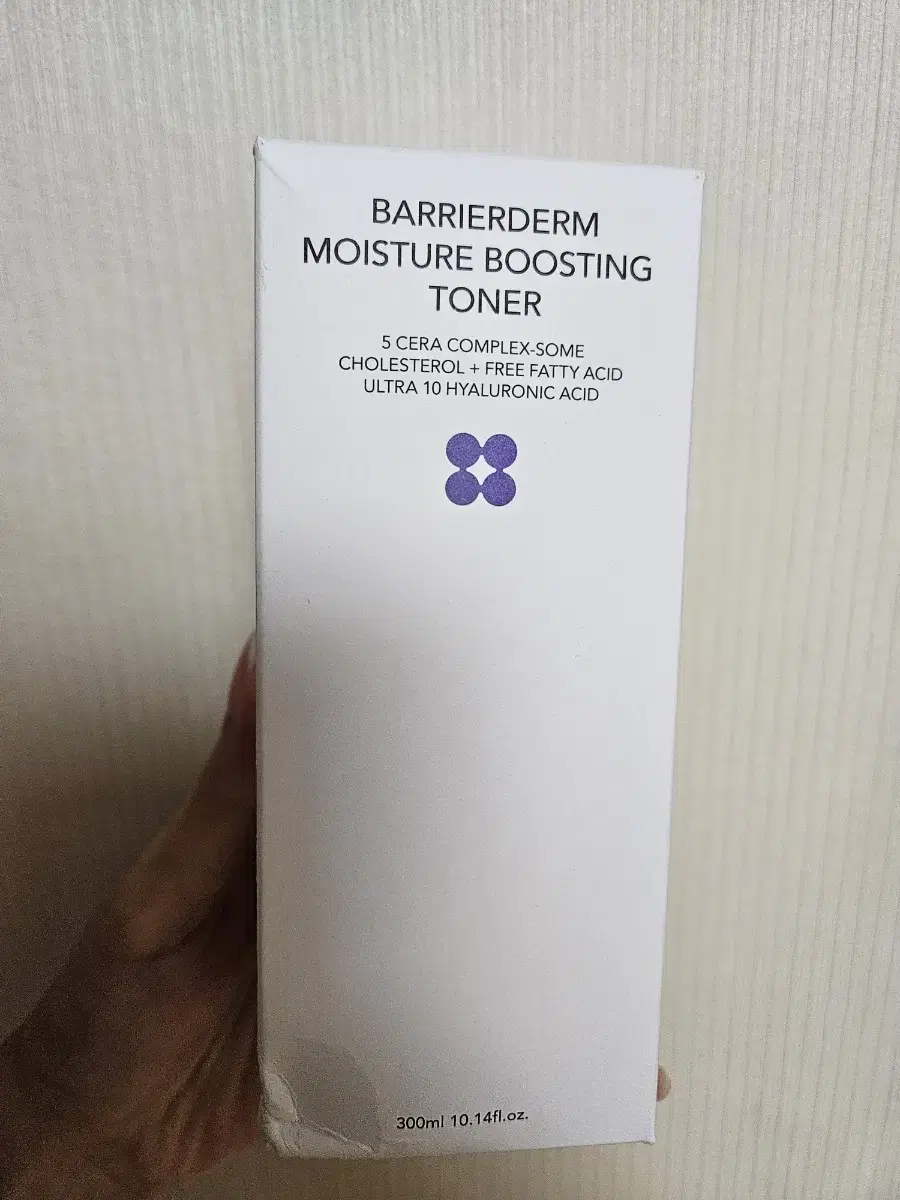 BARRIERDERM
MOISTURE BOOSTING
TONER
5 CERA COMPLEX-SOME
CHOLESTEROL + FREE FATTY ACID
ULTRA 10 HYALURONIC ACID
300ml 10.14fl.oz.